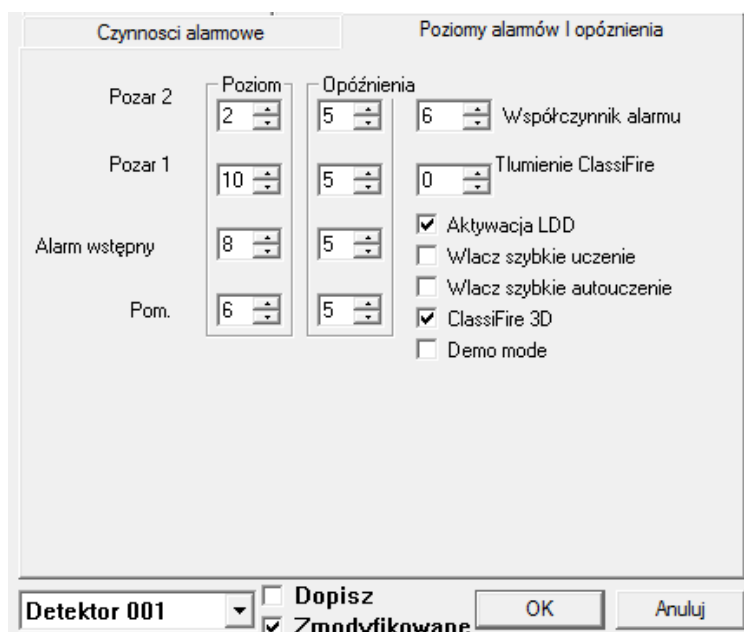 Czynnosci alarmowe
Poziomy alarmów I opóznienia
Poziom
Opóźnienia
Pozar 2
2
5
6
Współczynnik alarmu
Pozar 1
10
5
0
Tlumienie ClassiFire
Alarm wstępny
8
5
Aktywacja LDD
Wlacz szybkie uczenie
Wlacz szybkie autouczenie
Pom.
6
5
ClassiFire 3D
Demo mode
Detektor 001
Dopisz
Zmodyfikowane
OK
Anuluj